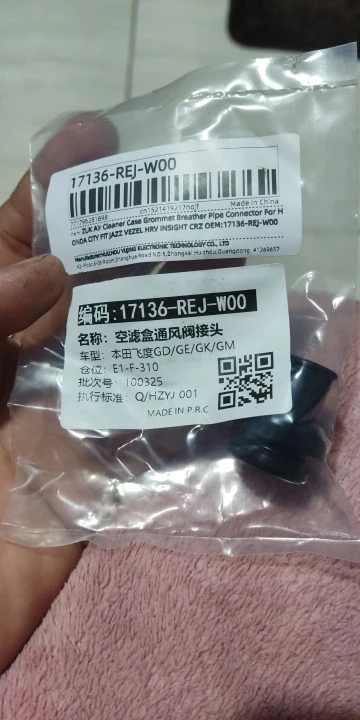 17136-REJ-W00
Made in China
Item: ZLK Air Cleaner Case Grommet Breather Pipe Connector For H
ONDA CITY FIT JAZZ VEZEL HRV INSIGHT CRZ OEM:17136-REJ-W00
编码:17136-REJ-W00
名称: 空滤盒通风阀接头
车型: 本田飞度GD/GE/GK/GM
仓位: E1-F-310
批次号: 100325
执行标准: Q/HZYJ 001
MADE IN P.R.C